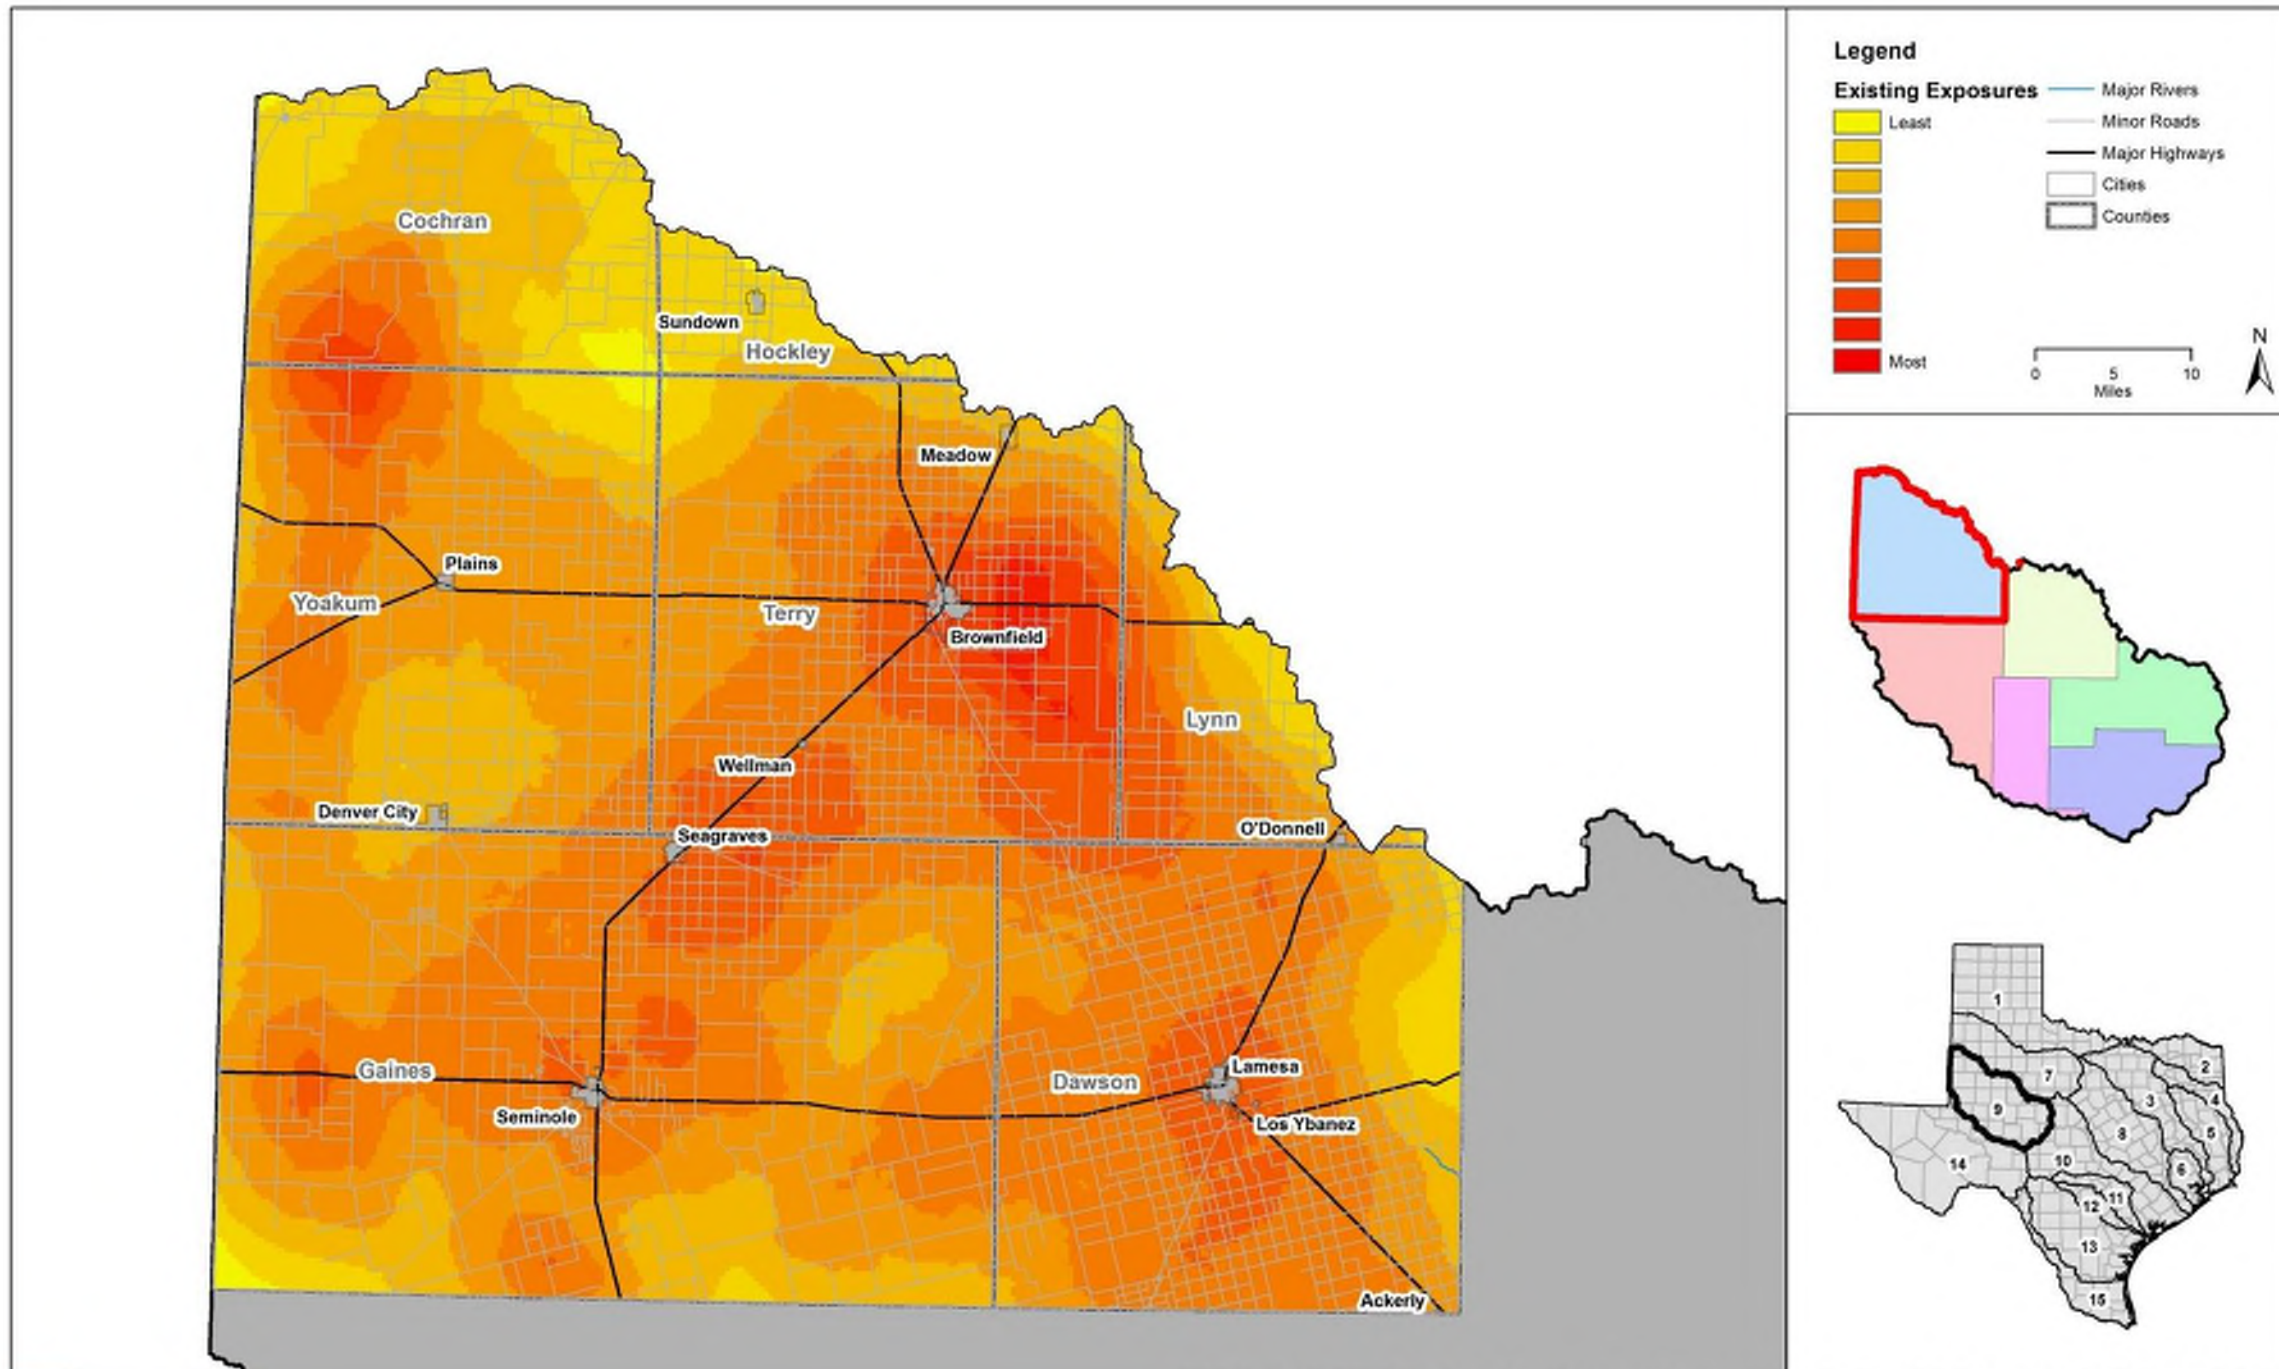 Cochran
Sundown
Hockley
Meadow
Plains
Yoakum
Terry
Brownfield
Lynn
Wellman
Denver City
Seagraves
O'Donnell
Gaines
Seminole
Dawson
Lamesa
Los Ybanez
Ackerly
Legend
Existing Exposures
Least
Most
Major Rivers
Minor Roads
Major Highways
Cities
Counties
N
0 5 10
Miles
1
2
7
3
4
9
8
5
14
10
6
12
11
13
15